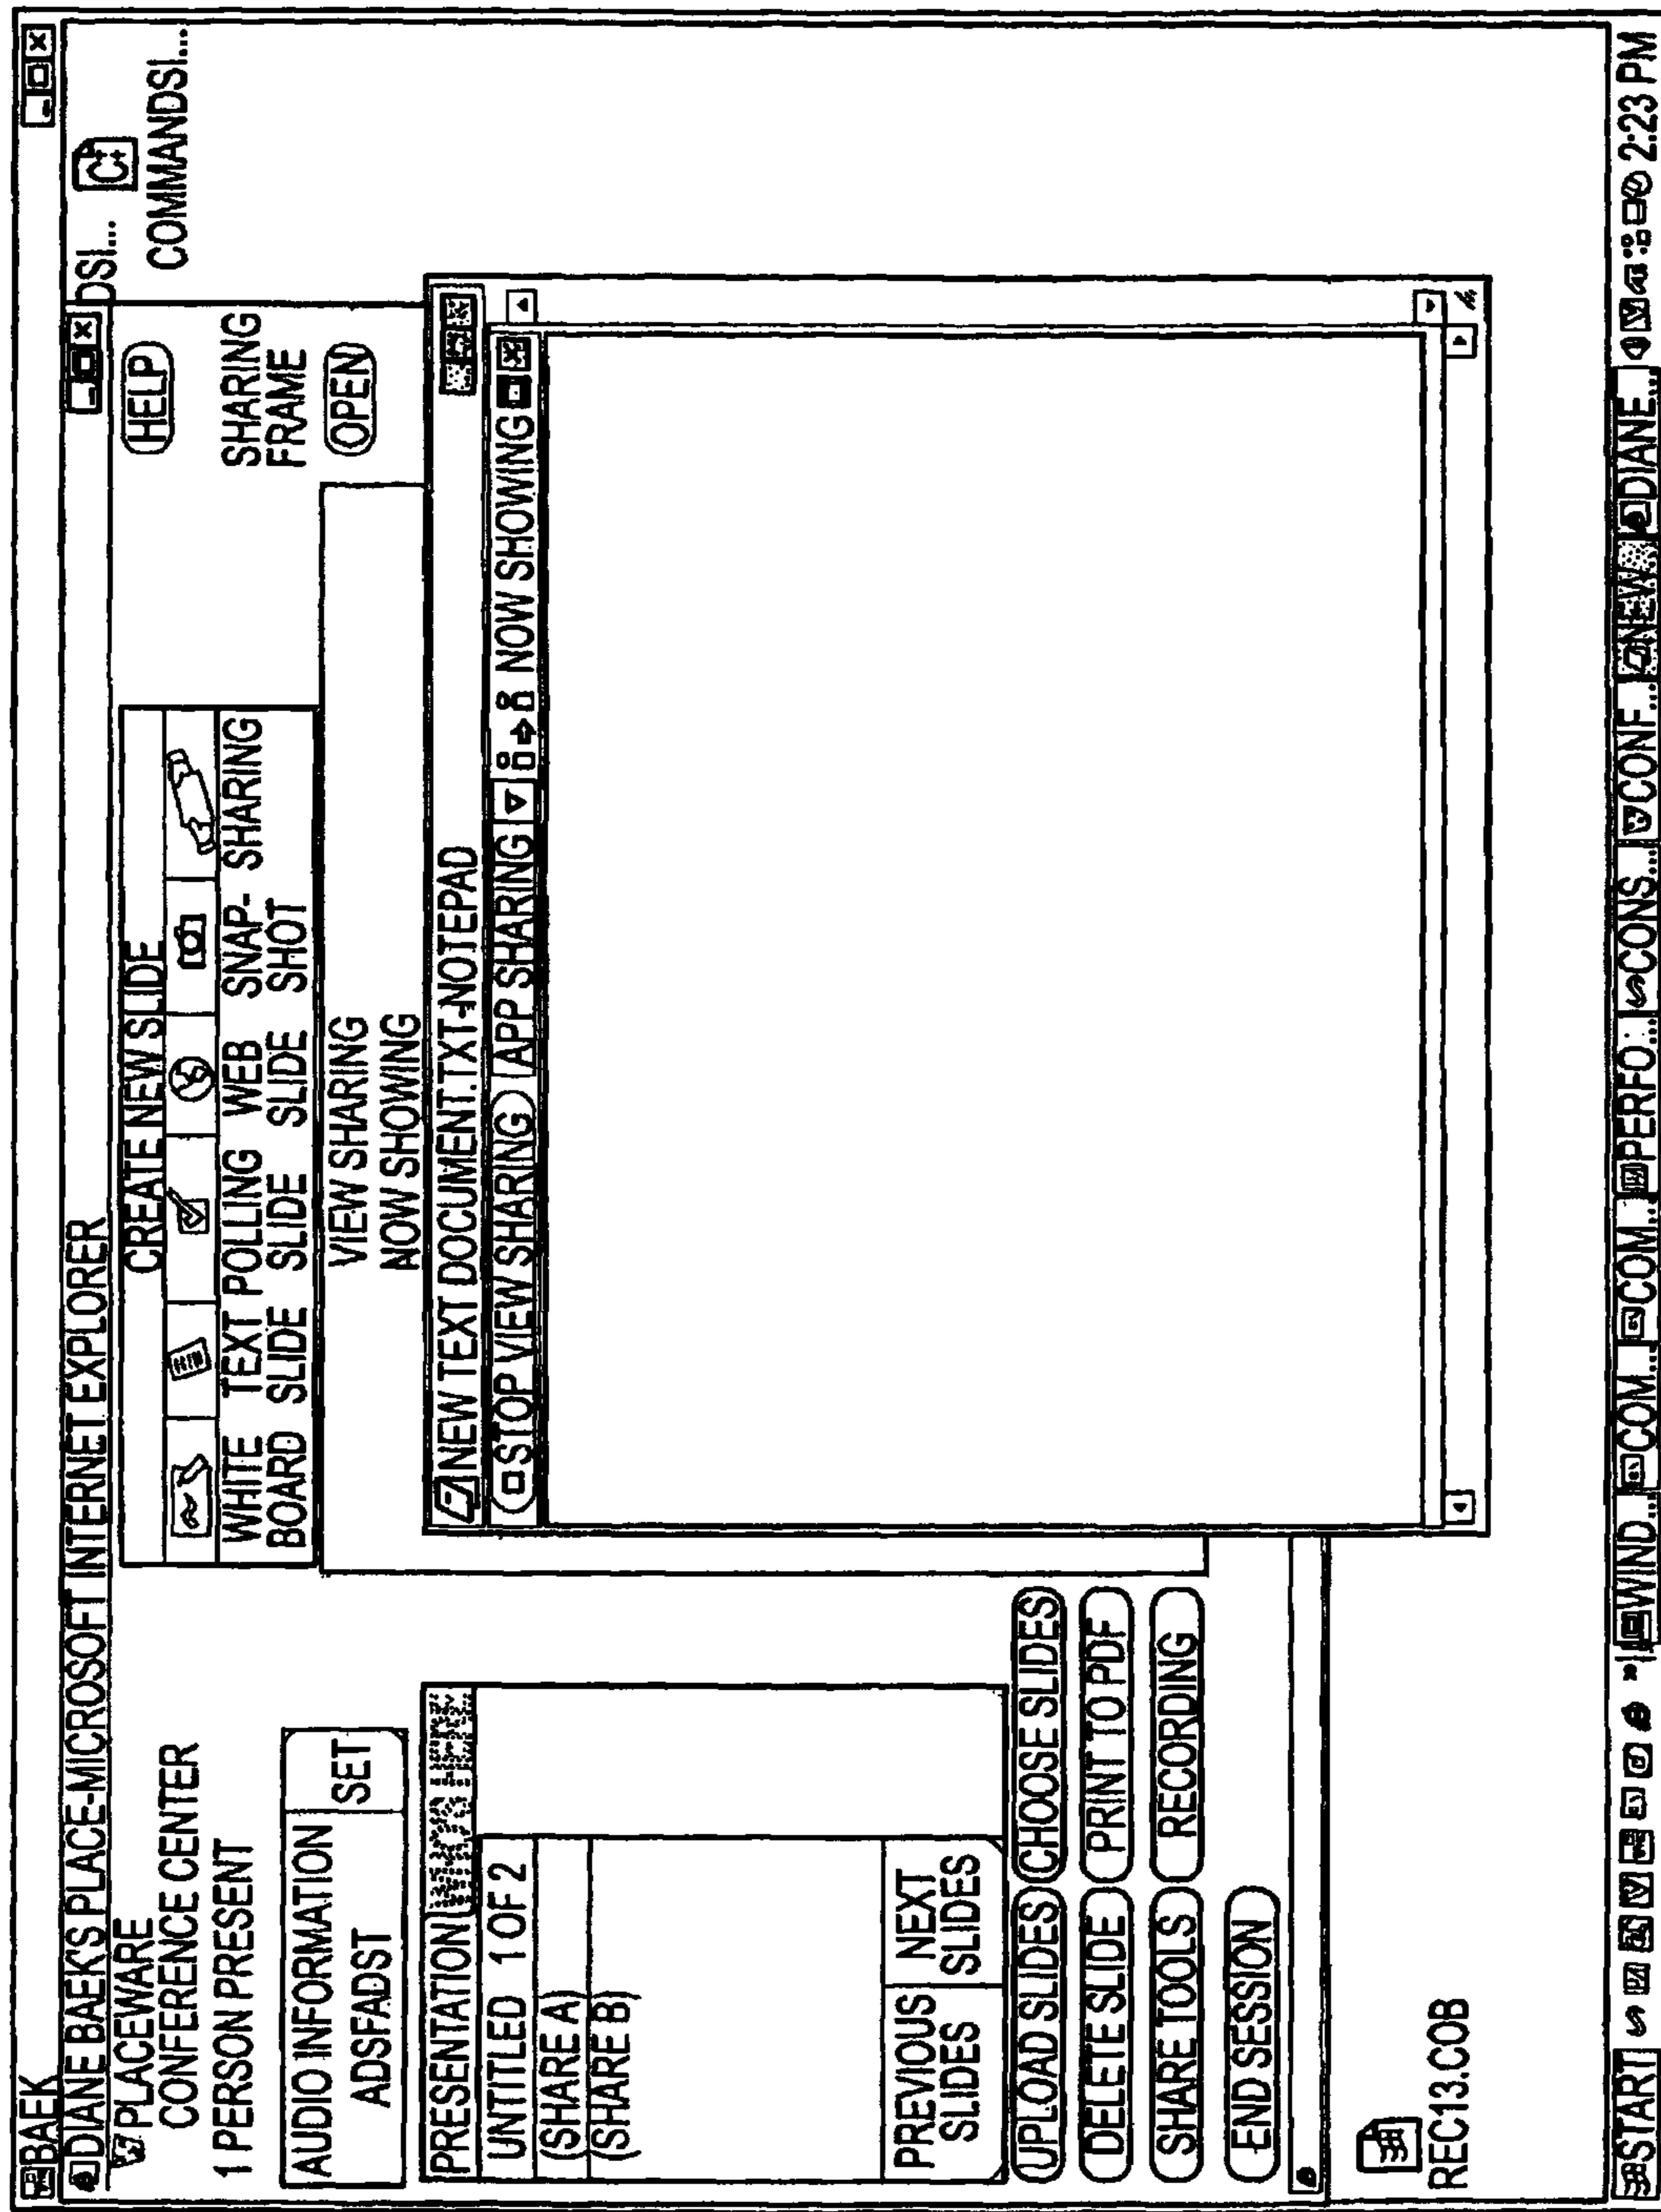 BAEK
DIANE BAEK'S PLACE-MICROSOFT INTERNET EXPLORER
DSI...
COMMANDSI...
PLACEWARE
CONFERENCE CENTER
1 PERSON PRESENT
CREATE NEW SLIDE
WHITE BOARD
TEXT SLIDE
POLLING SLIDE
WEB SLIDE
SNAP-SHOT
SHARING
HELP
SHARING
FRAME
OPEN
AUDIO INFORMATION
SET
ADSFADST
VIEW SHARING
NOW SHOWING
PRESENTATION
UNTITLED 1 OF 2
(SHARE A)
(SHARE B)
PREVIOUS SLIDES
NEXT SLIDES
UPLOAD SLIDES
CHOOSE SLIDES
DELETE SLIDE
PRINT TO PDF
SHARE TOOLS
RECORDING
END SESSION
NEW TEXT DOCUMENT.TXT-NOTEPAD
STOP VIEW SHARING APP SHARING NOW SHOWING
REC13.COB
START WIND... COM... COM... PERFO... CONS... CONF... NEW... DIANE... 2:23 PM